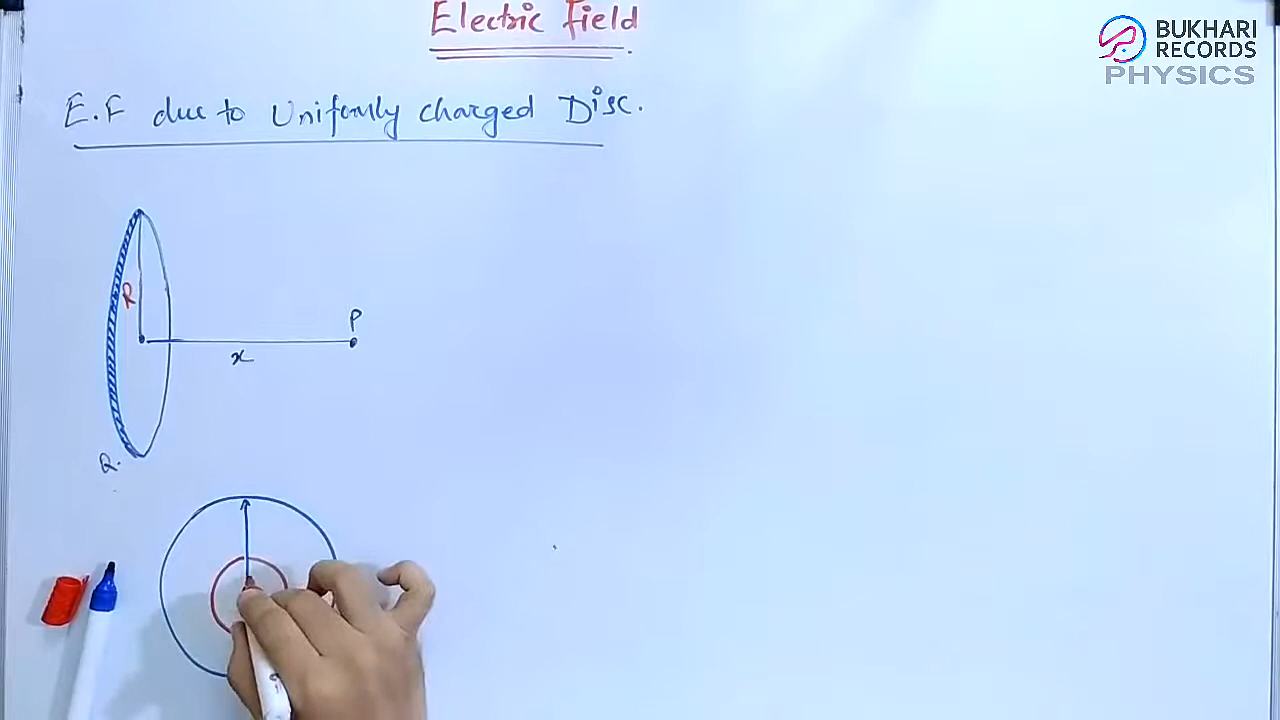 Electric Field
BUKHARI
RECORDS
PHYSICS
E.F due to Uniformly charged Disc.
R
P
x
Q.